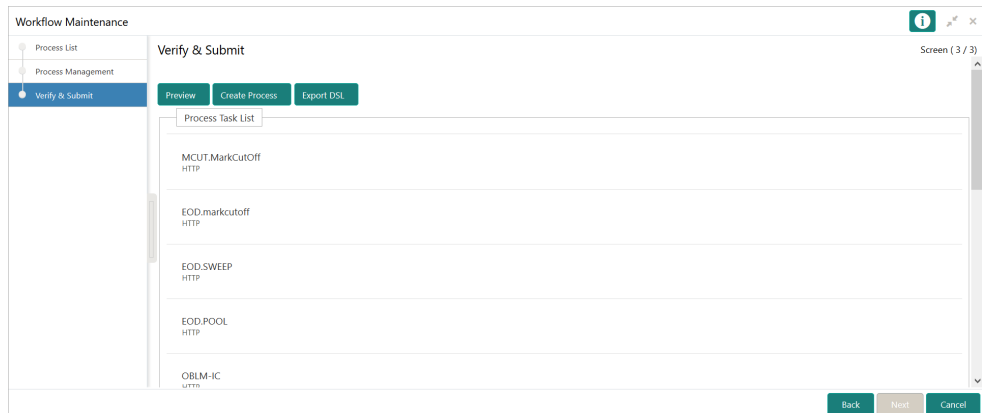 Workflow Maintenance
Process List
Process Management
Verify & Submit
Verify & Submit
Screen ( 3 / 3)
Preview
Create Process
Export DSL
Process Task List
MCUT.MarkCutOff
HTTP
EOD.markcutoff
HTTP
EOD.SWEEP
HTTP
EOD.POOL
HTTP
OBLM-IC
HTTP
Back
Next
Cancel